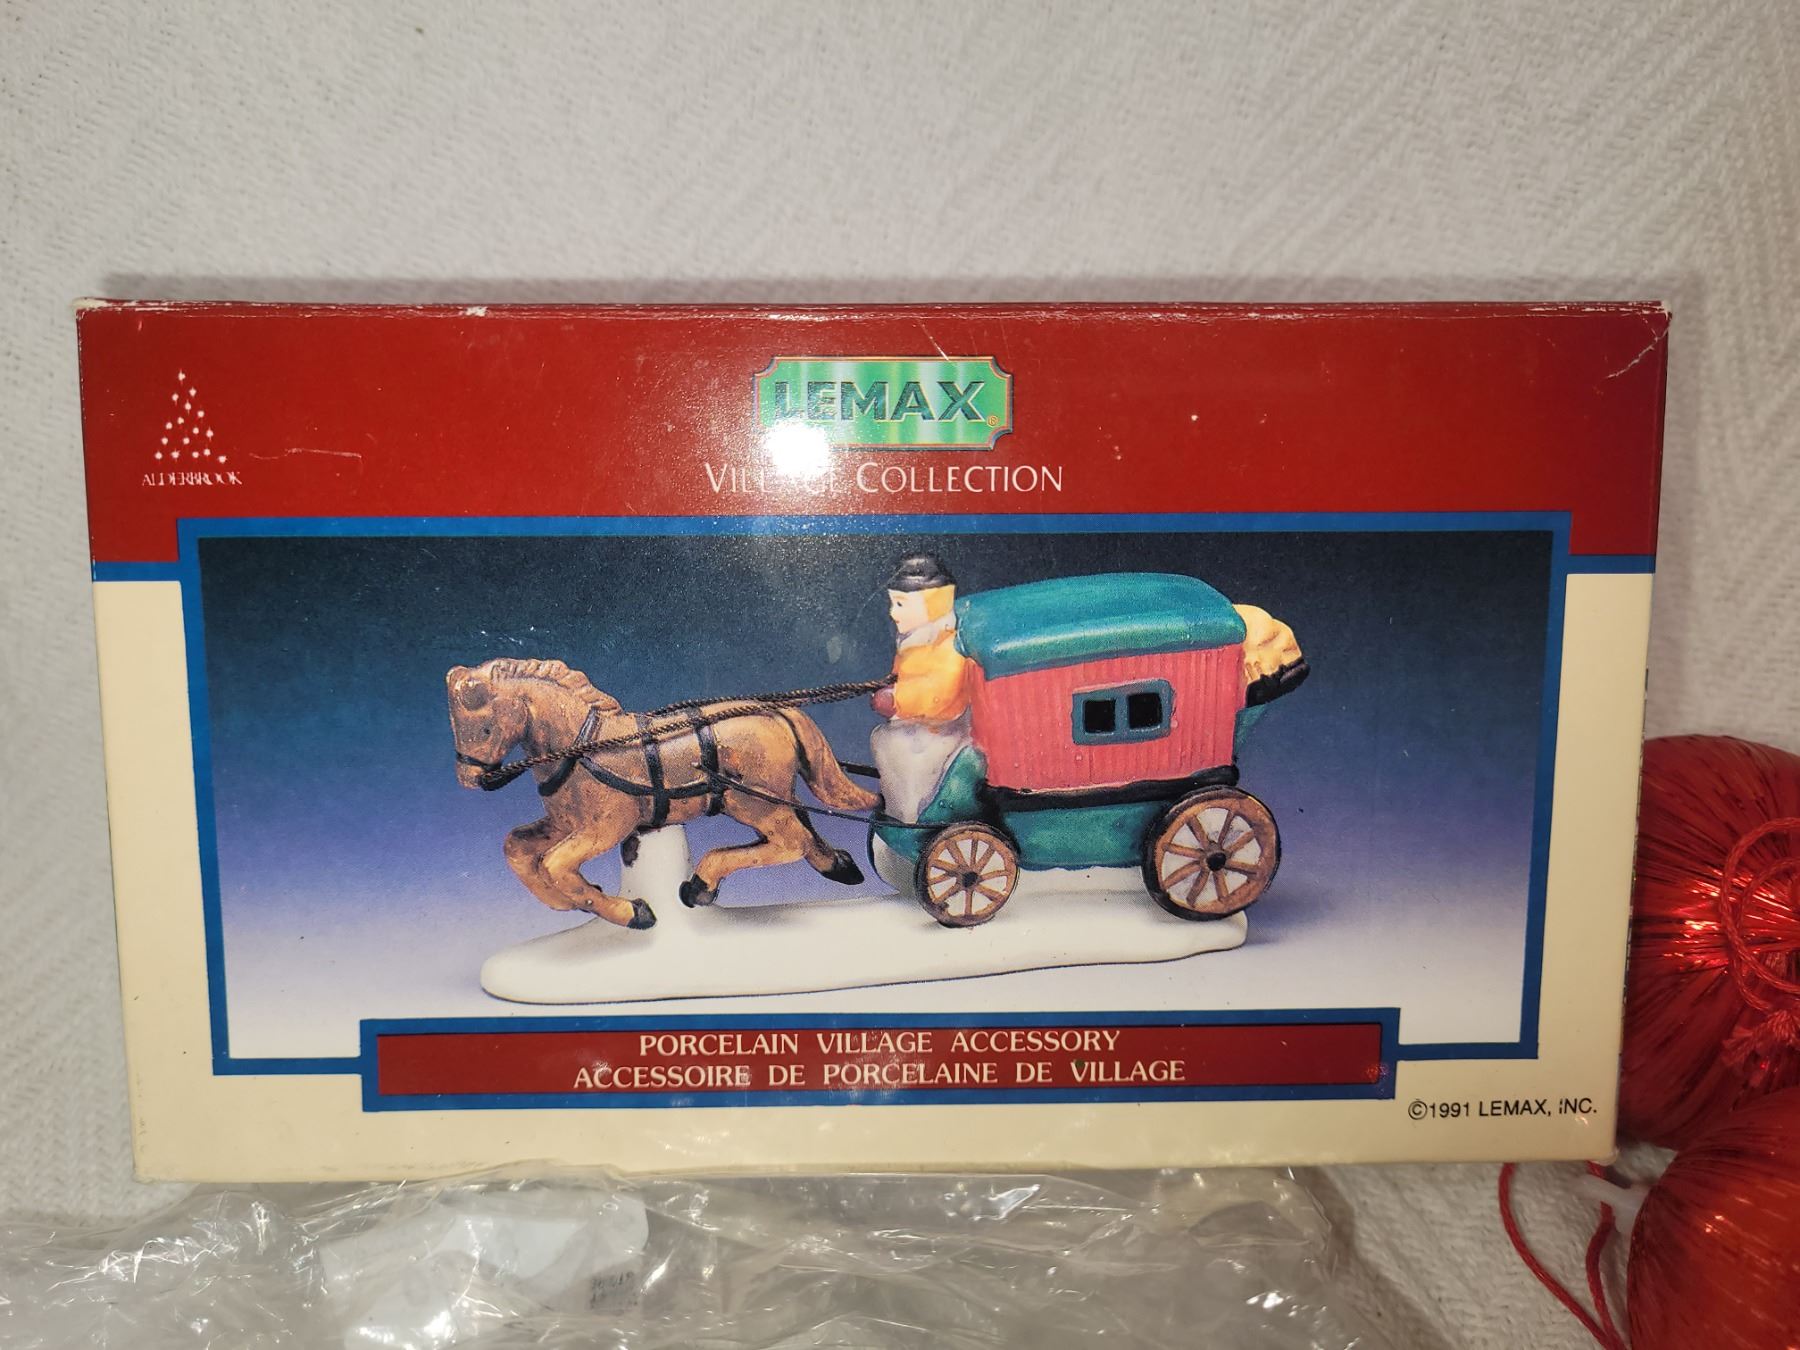 LEMAX®
VILLAGE COLLECTION
ALDERBROOK
PORCELAIN VILLAGE ACCESSORY
ACCESSOIRE DE PORCELAINE DE VILLAGE
©1991 LEMAX, INC.